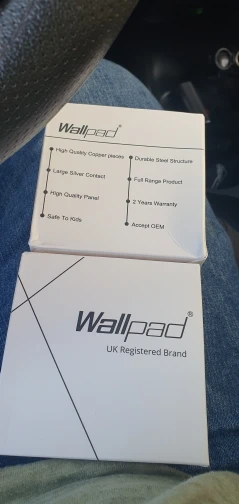 Wallpad®
High Quality Copper pieces
Durable Steel Structure
Large Silver Contact
Full Range Product
High Quality Panel
2 Years Warranty
Safe To Kids
Accept OEM
Wallpad®
UK Registered Brand